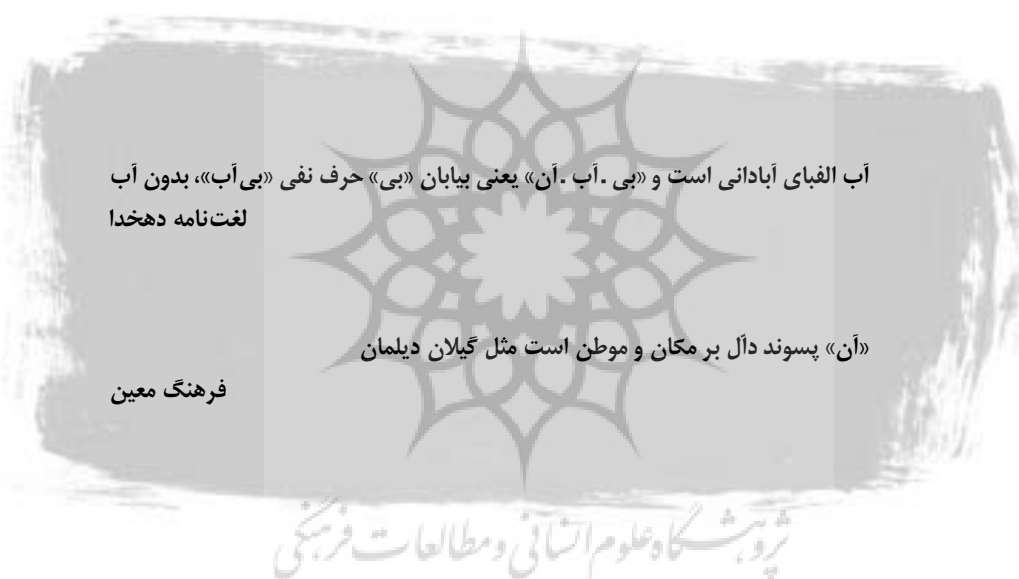 آب الفبای آبادانی است و «بی .آب .آن» یعنی بیابان «بی» حرف نفی «بی‌آب»، بدون آب
لغت‌نامه دهخدا
«آن» پسوند دآل بر مکان و موطن است مثل گیلان دیلمان
فرهنگ معین
پژوهشگاه علوم انسانی و مطالعات فرهنگی